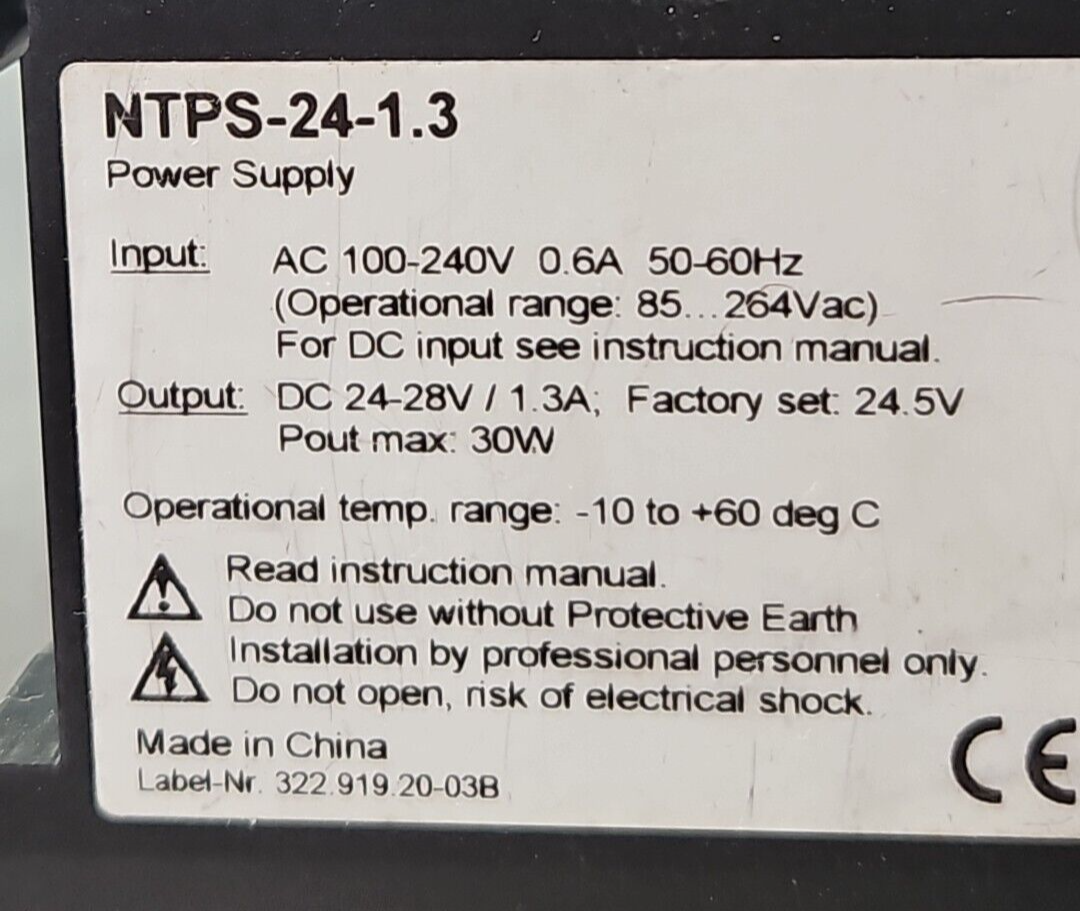 NTPS-24-1.3
Power Supply
Input: AC 100-240V 0.6A 50-60Hz
(Operational range: 85...264Vac)
For DC input see instruction manual.
Output: DC 24-28V / 1.3A; Factory set: 24.5V
Pout max: 30W
Operational temp. range: -10 to +60 deg C
Read instruction manual.
Do not use without Protective Earth
Installation by professional personnel only.
Do not open, risk of electrical shock.
Made in China
Label-Nr. 322.919.20-03B
CE